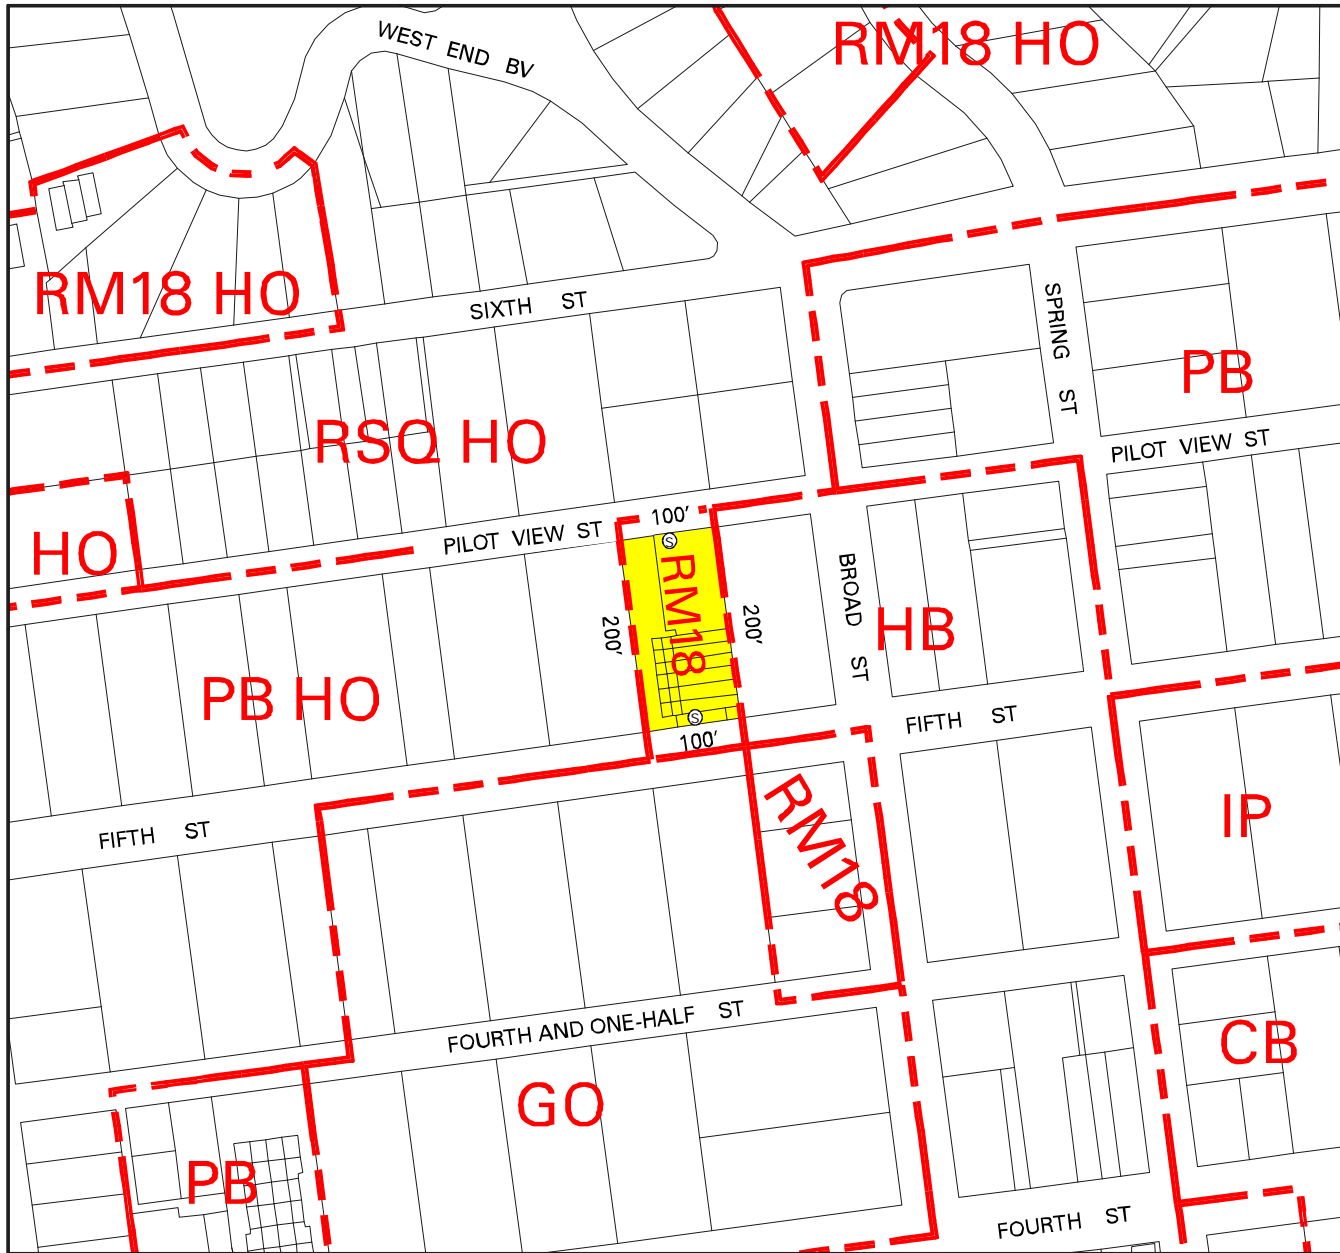 WEST END BV
RM18 HO
RM18 HO
SIXTH ST
SPRING ST
PB
RSQ HO
PILOT VIEW ST
HO
PILOT VIEW ST
100'
S
RM18
200'
200'
BROAD ST
HB
PB HO
S
100'
FIFTH ST
FIFTH ST
RM18
IP
FOURTH AND ONE-HALF ST
CB
GO
PB
FOURTH ST